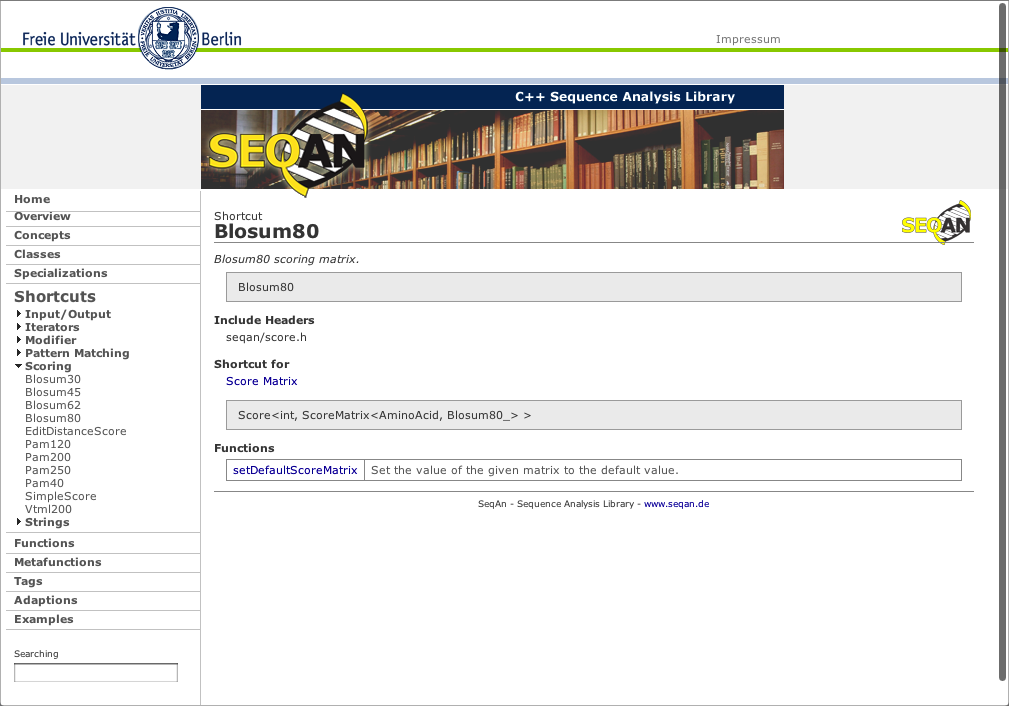 Freie Universität Berlin
Impressum
C++ Sequence Analysis Library
SEQAN
Home
Overview
Concepts
Classes
Specializations
Shortcuts
Input/Output
Iterators
Modifier
Pattern Matching
Scoring
Blosum30
Blosum45
Blosum62
Blosum80
EditDistanceScore
Pam120
Pam200
Pam250
Pam40
SimpleScore
Vtml200
Strings
Functions
Metafunctions
Tags
Adaptions
Examples
Searching
Shortcut
Blosum80
SEQAN
Blosum80 scoring matrix.
Blosum80
Include Headers
seqan/score.h
Shortcut for
Score Matrix
Score<int, ScoreMatrix<AminoAcid, Blosum80_> >
Functions
setDefaultScoreMatrix Set the value of the given matrix to the default value.
SeqAn - Sequence Analysis Library - www.seqan.de